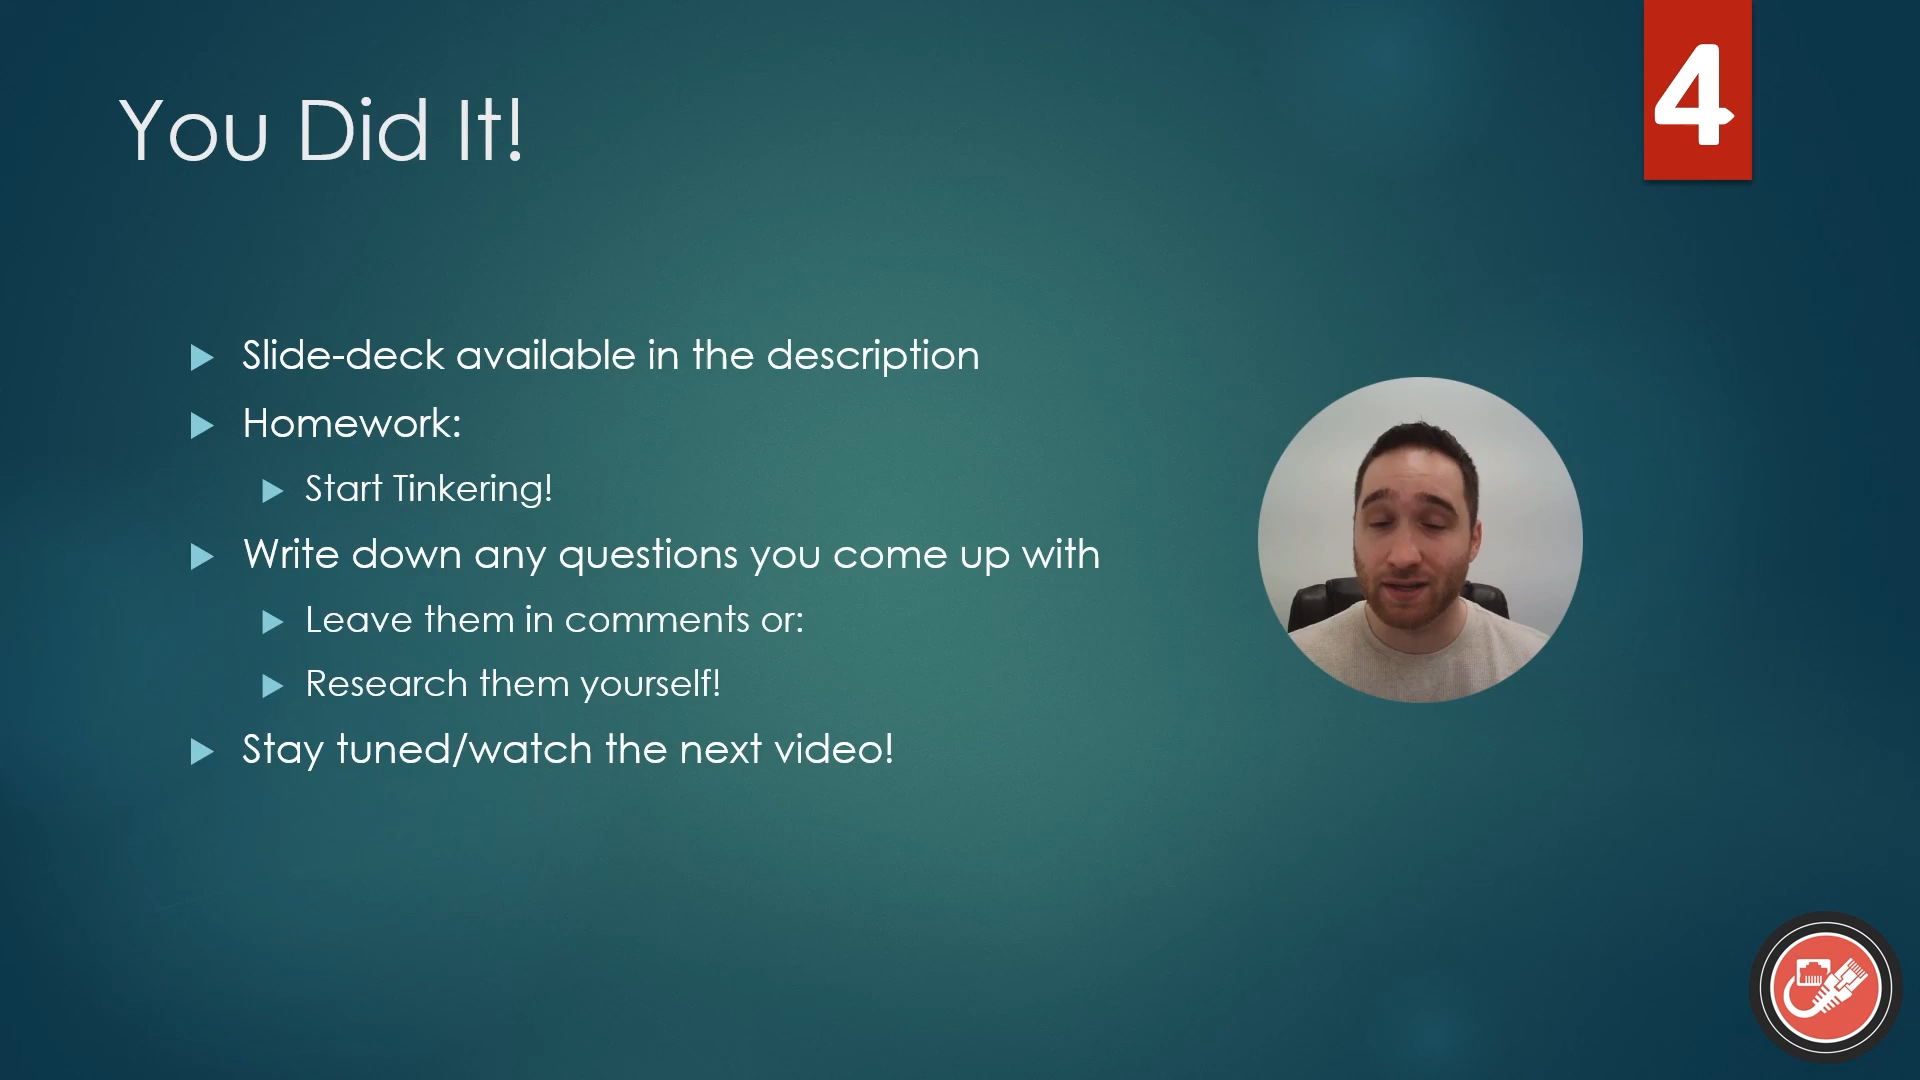 You Did It!
4
Slide-deck available in the description
Homework:
Start Tinkering!
Write down any questions you come up with
Leave them in comments or:
Research them yourself!
Stay tuned/watch the next video!